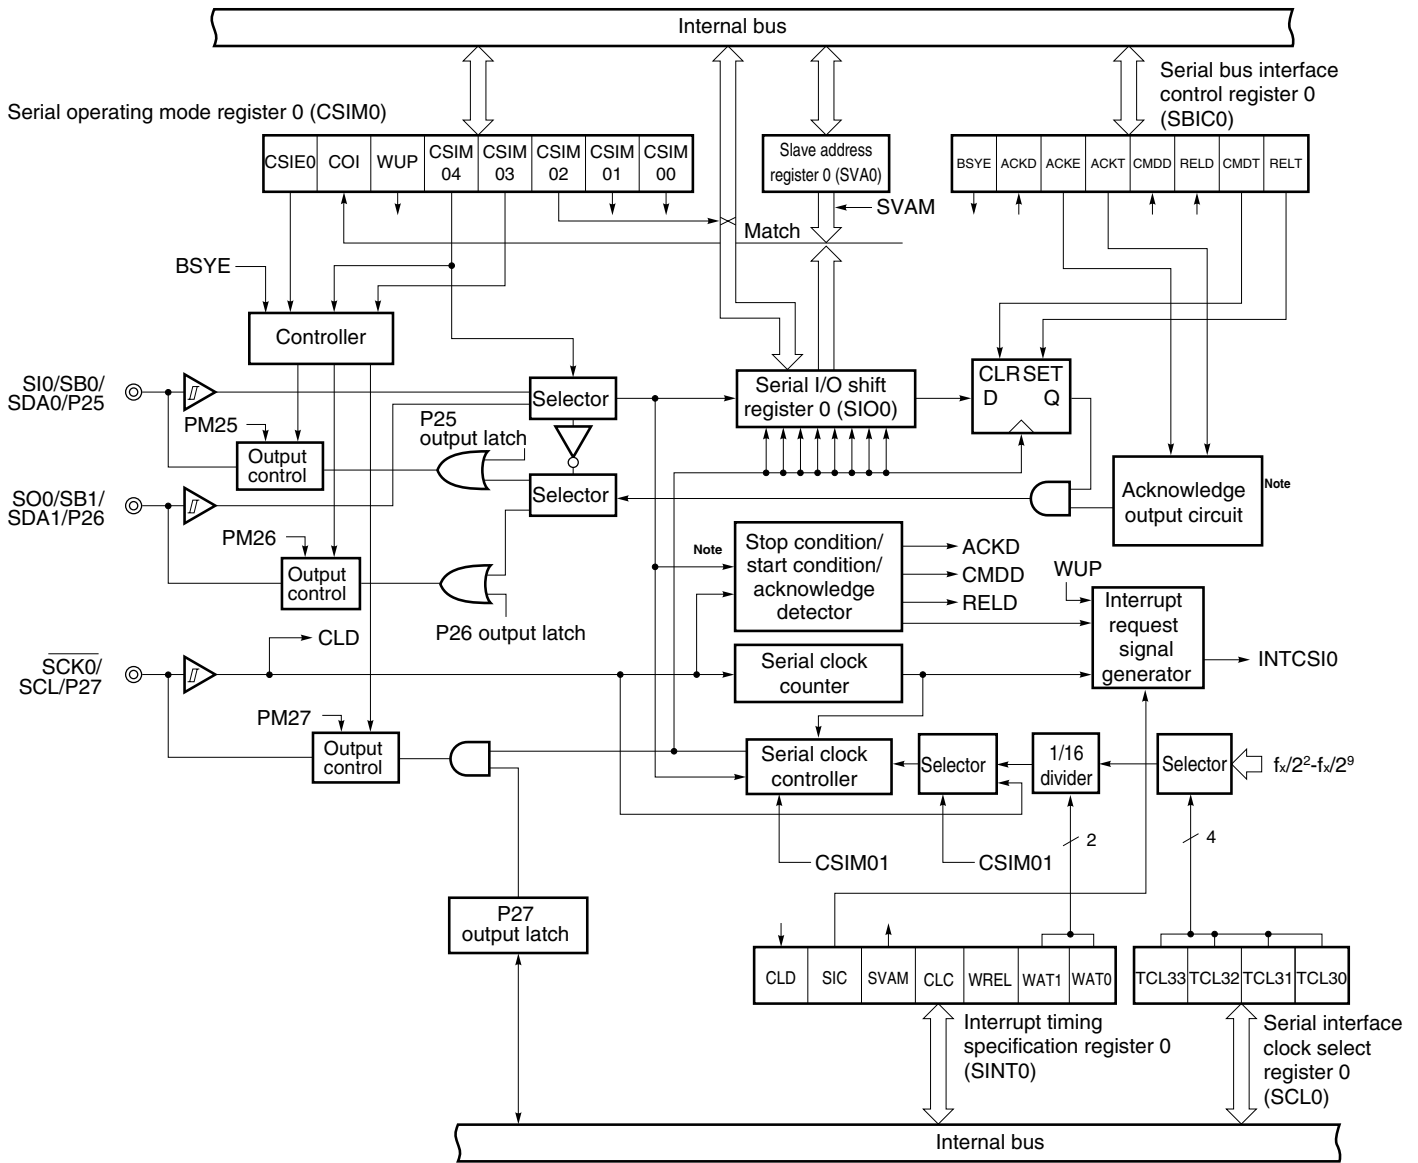 Internal bus
Serial operating mode register 0 (CSIM0)
Serial bus interface
control register 0
(SBIC0)
CSIE0
COI
WUP
CSIM
04
CSIM
03
CSIM
02
CSIM
01
CSIM
00
Slave address
register 0 (SVA0)
BSYE
ACKD
ACKE
ACKT
CMDD
RELD
CMDT
RELT
SVAM
Match
BSYE
Controller
SI0/SB0/
SDA0/P25
PM25
Output
control
P25
output latch
Selector
Selector
Serial I/O shift
register 0 (SIO0)
CLR SET
D Q
SO0/SB1/
SDA1/P26
PM26
Output
control
P26 output latch
Acknowledge
output circuit
Note
Note
Stop condition/
start condition/
acknowledge
detector
ACKD
CMDD
RELD
WUP
Interrupt
request
signal
generator
INTCSI0
CLD
SCK0/
SCL/P27
Serial clock
counter
PM27
Output
control
Serial clock
controller
Selector
1/16
divider
Selector
fx/2²-fx/2⁹
2
4
CSIM01
CSIM01
P27
output latch
CLD
SIC
SVAM
CLC
WREL
WAT1
WAT0
TCL33
TCL32
TCL31
TCL30
Interrupt timing
specification register 0
(SINT0)
Serial interface
clock select
register 0
(SCL0)
Internal bus